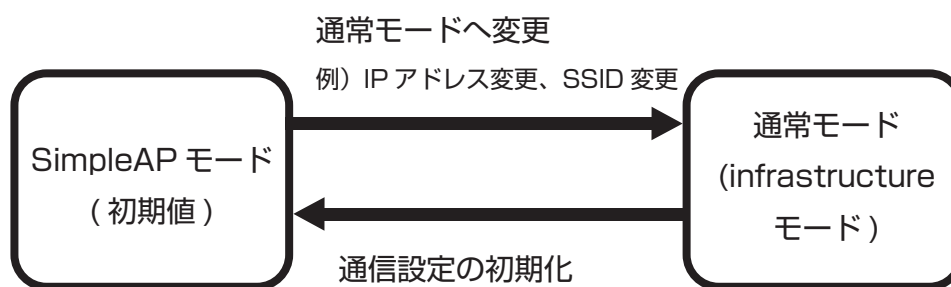 通常モードへ変更
例）IP アドレス変更、SSID 変更
SimpleAP モード
( 初期値 )
通常モード
(infrastructure
モード )
通信設定の初期化